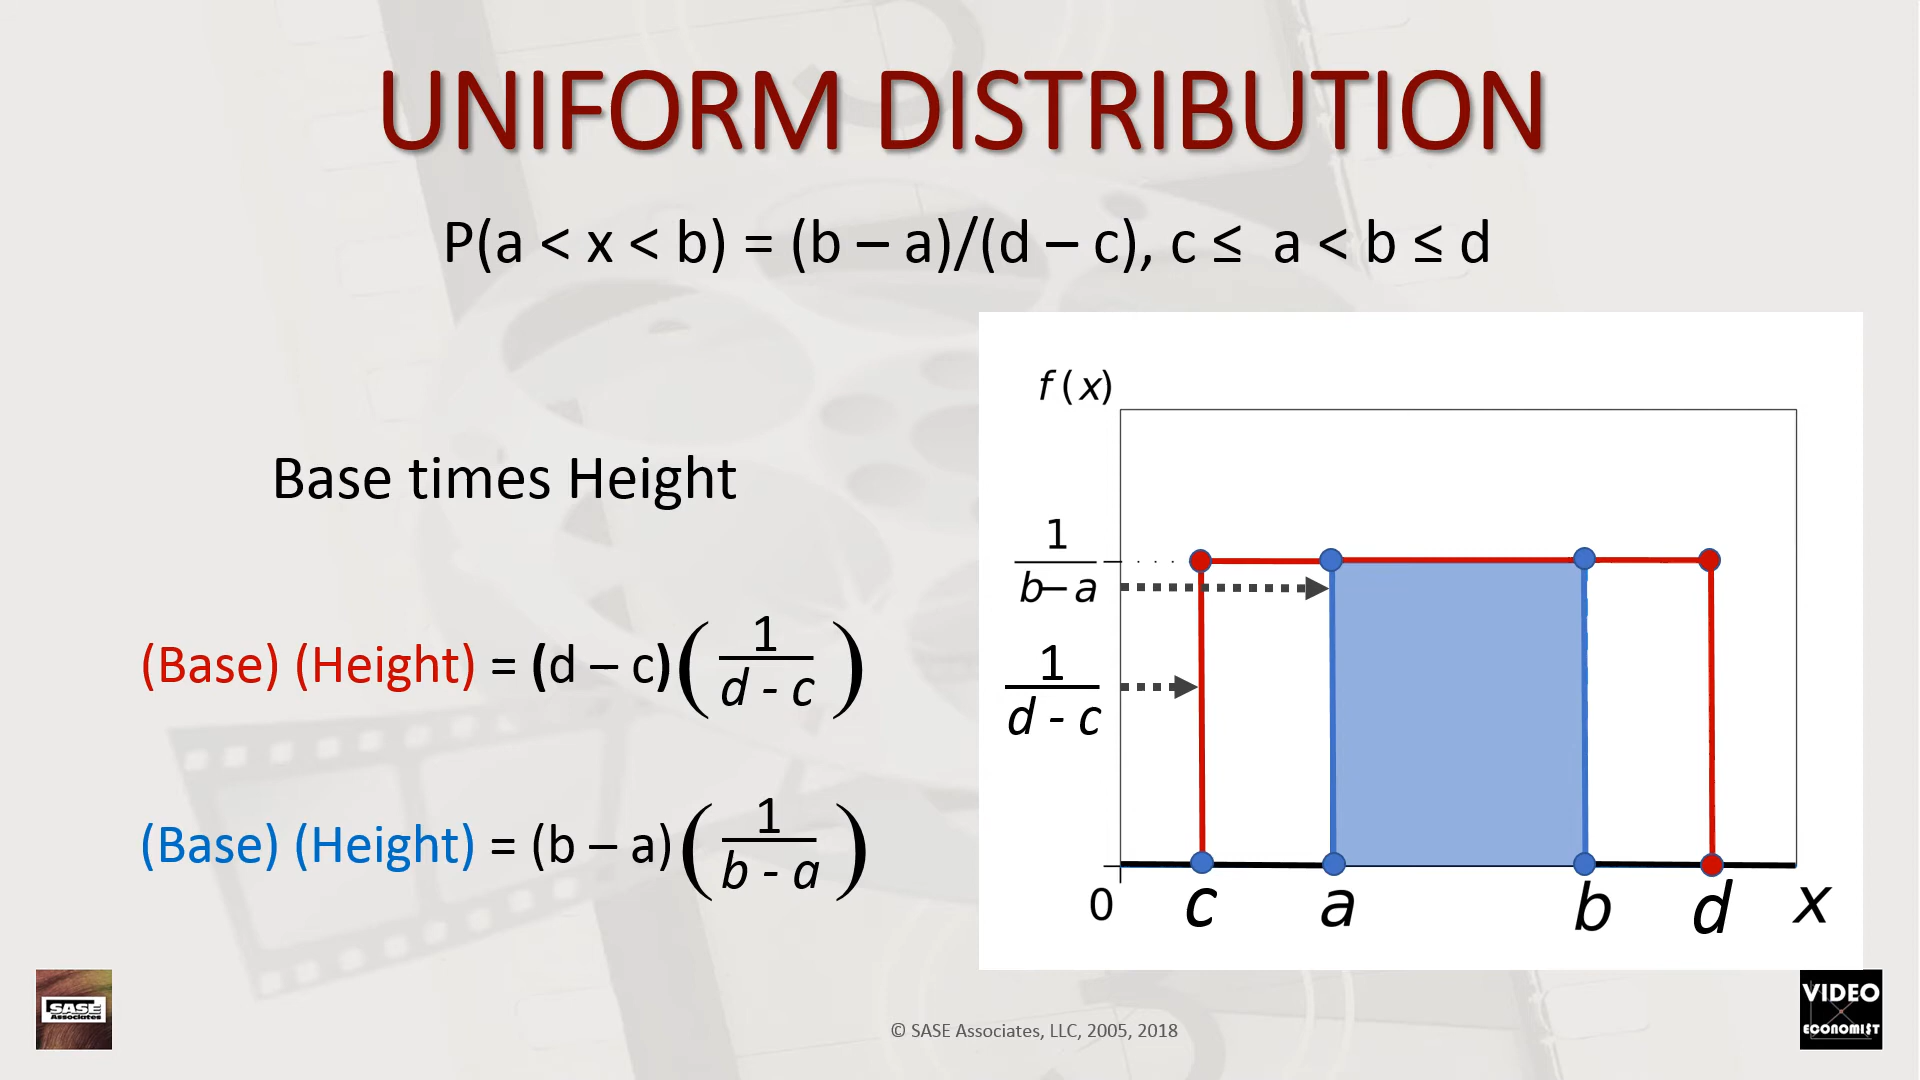 UNIFORM DISTRIBUTION
P(a < x < b) = (b – a)/(d – c), c ≤ a < b ≤ d
Base times Height
(Base) (Height) = (d – c)(1/d - c)
(Base) (Height) = (b – a)(1/b - a)
f(x)
1
b–a
1
d - c
0 c a b d x
SASE
Associates
© SASE Associates, LLC, 2005, 2018
VIDEO
ECONOMIST